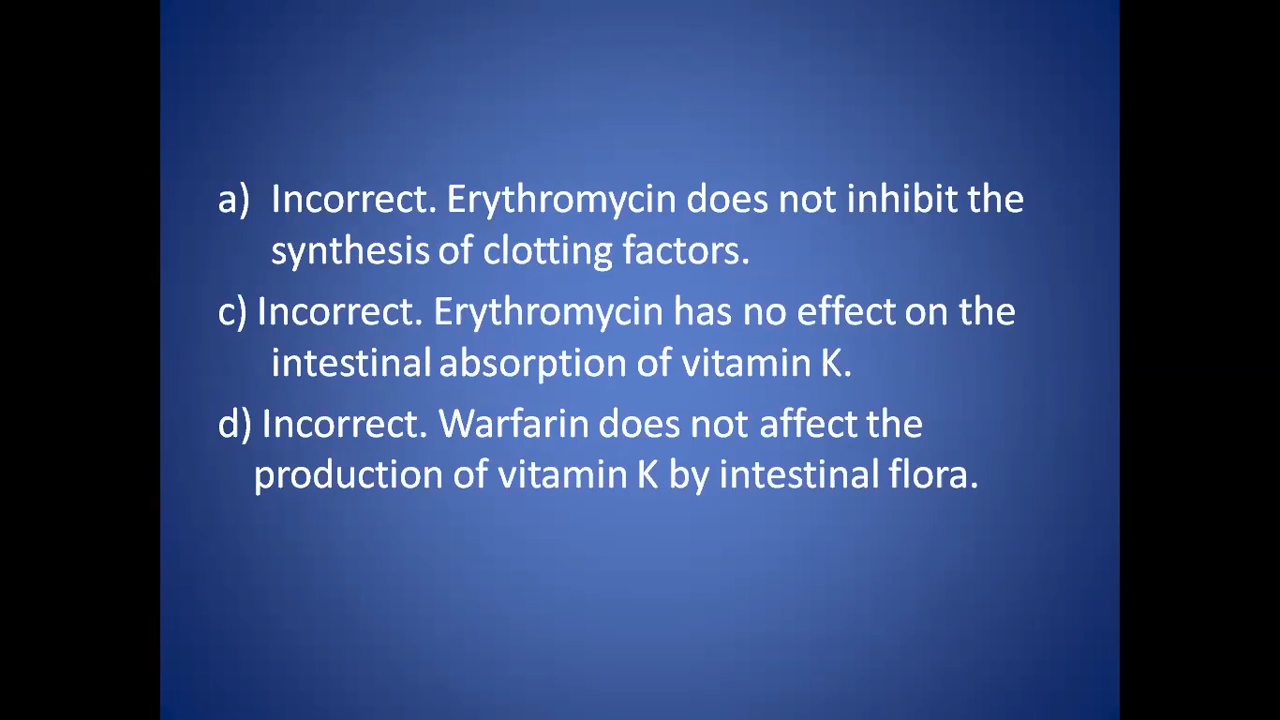 a) Incorrect. Erythromycin does not inhibit the
synthesis of clotting factors.
c) Incorrect. Erythromycin has no effect on the
intestinal absorption of vitamin K.
d) Incorrect. Warfarin does not affect the
production of vitamin K by intestinal flora.